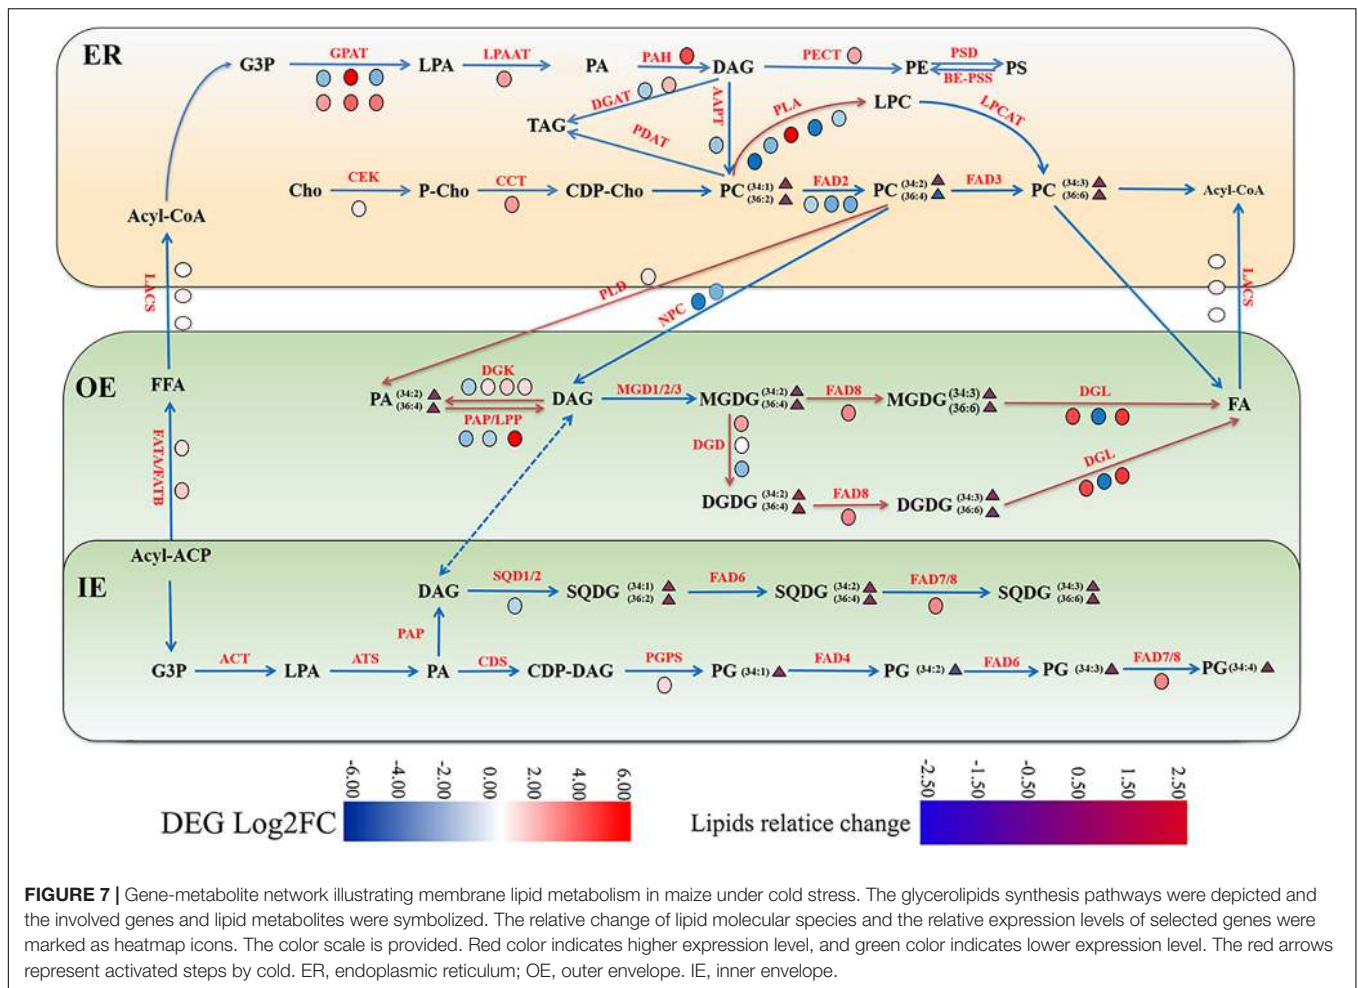 ER
G3P GPAT LPA LPAAT PA PAH DAG PECT PE PSD PS
BE-PSS
DGAT AAPT PLA LPC LPCAT
TAG PDAT
Cho CEK P-Cho CCT CDP-Cho PC (34:1) (36:2) FAD2 PC (34:2) (36:4) FAD3 PC (34:3) (36:6) Acyl-CoA
Acyl-CoA
LACS PLD NPC LACS
OE
FFA
PA (34:2) (36:4) DGK DAG MGD1/2/3 MGDG (34:2) (36:4) FAD8 MGDG (34:3) (36:6) DGL FA
PAP/LPP
FATA/FATB DGD DGL
DGDG (34:2) (36:4) FAD8 DGDG (34:3) (36:6)
Acyl-ACP
IE
DAG SQD1/2 SQDG (34:1) (36:2) FAD6 SQDG (34:2) (36:4) FAD7/8 SQDG (34:3) (36:6)
PAP
G3P ACT LPA ATS PA CDS CDP-DAG PGPS PG (34:1) FAD4 PG (34:2) FAD6 PG (34:3) FAD7/8 PG (34:4)
-6.00 -4.00 -2.00 0.00 2.00 4.00 6.00
DEG Log2FC
-2.50 -1.50 -0.50 0.50 1.50 2.50
Lipids relatice change
FIGURE 7 | Gene-metabolite network illustrating membrane lipid metabolism in maize under cold stress. The glycerolipids synthesis pathways were depicted and
the involved genes and lipid metabolites were symbolized. The relative change of lipid molecular species and the relative expression levels of selected genes were
marked as heatmap icons. The color scale is provided. Red color indicates higher expression level, and green color indicates lower expression level. The red arrows
represent activated steps by cold. ER, endoplasmic reticulum; OE, outer envelope. IE, inner envelope.